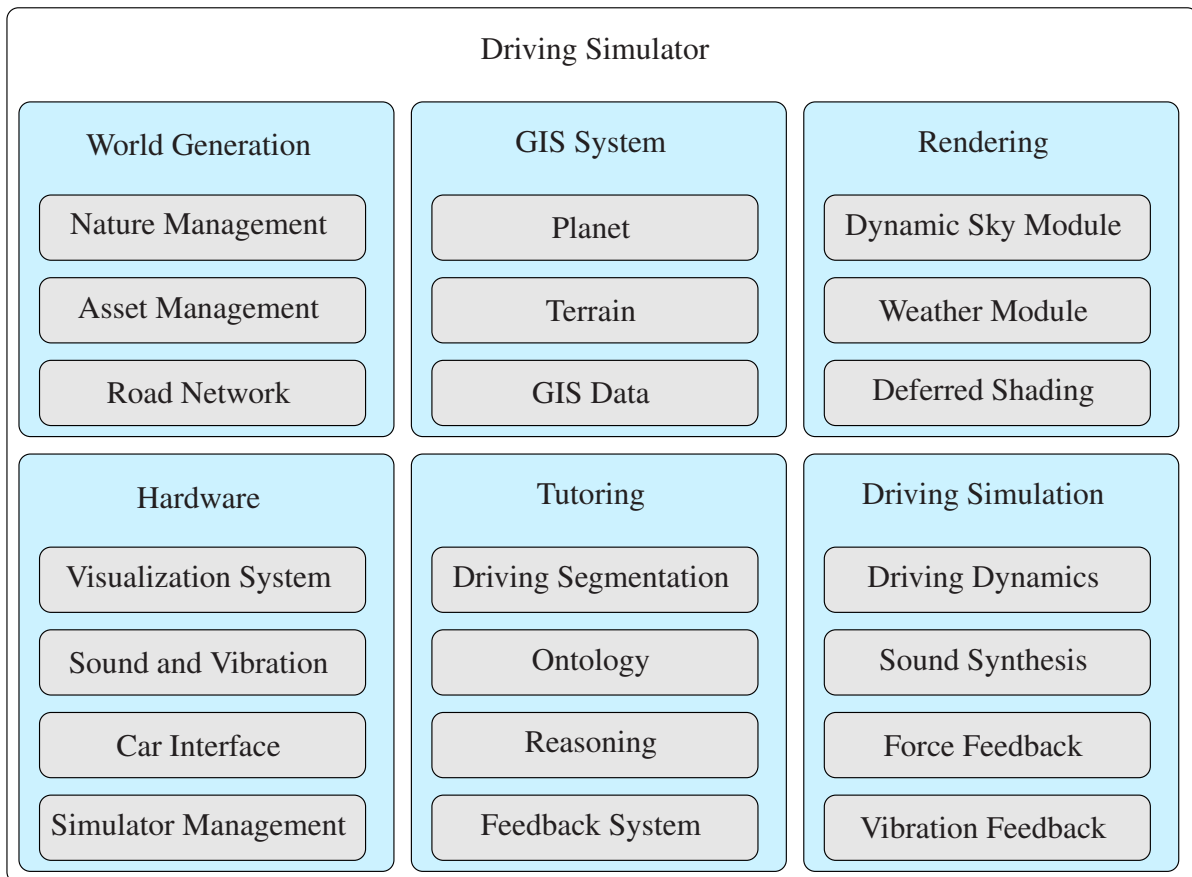 Driving Simulator
World Generation
Nature Management
Asset Management
Road Network
GIS System
Planet
Terrain
GIS Data
Rendering
Dynamic Sky Module
Weather Module
Deferred Shading
Hardware
Visualization System
Sound and Vibration
Car Interface
Simulator Management
Tutoring
Driving Segmentation
Ontology
Reasoning
Feedback System
Driving Simulation
Driving Dynamics
Sound Synthesis
Force Feedback
Vibration Feedback